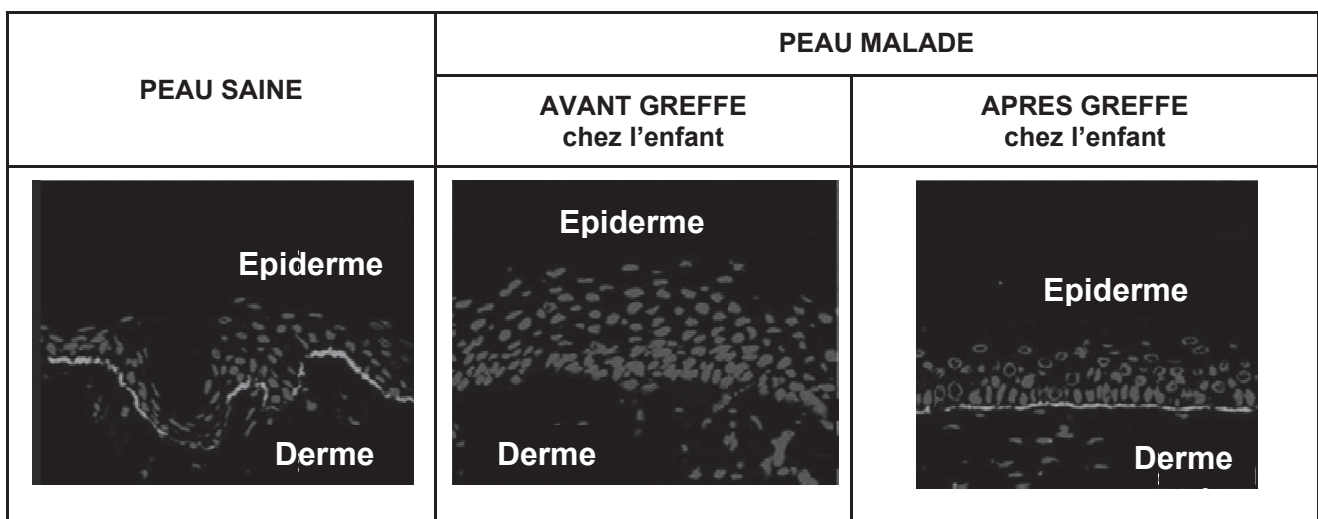 PEAU SAINE
PEAU MALADE
AVANT GREFFE
chez l’enfant
APRES GREFFE
chez l’enfant
Epiderme
Derme
Epiderme
Derme
Epiderme
Derme